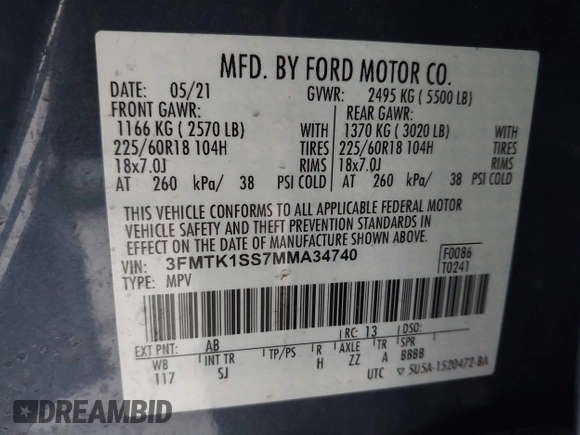 MFD. BY FORD MOTOR CO.
DATE: 05/21 GVWR: 2495 KG ( 5500 LB)
FRONT GAWR: REAR GAWR:
1166 KG ( 2570 LB) WITH 1370 KG ( 3020 LB) WITH
225/60R18 104H TIRES 225/60R18 104H TIRES
18x7.0J RIMS 18x7.0J RIMS
AT 260 kPa/ 38 PSI COLD AT 260 kPa/ 38 PSI COLD
THIS VEHICLE CONFORMS TO ALL APPLICABLE FEDERAL MOTOR
VEHICLE SAFETY AND THEFT PREVENTION STANDARDS IN
EFFECT ON THE DATE OF MANUFACTURE SHOWN ABOVE.
VIN: 3FMTK1SS7MMA34740 F0086
TYPE: MPV T0241
EXT PNT: AB RC: 13 DSO:
WB INT TR TP/PS R AXLE TR SPR
117 SJ H ZZ A BBBB
UTC 5U5A-1520472-BA
DREAMBID